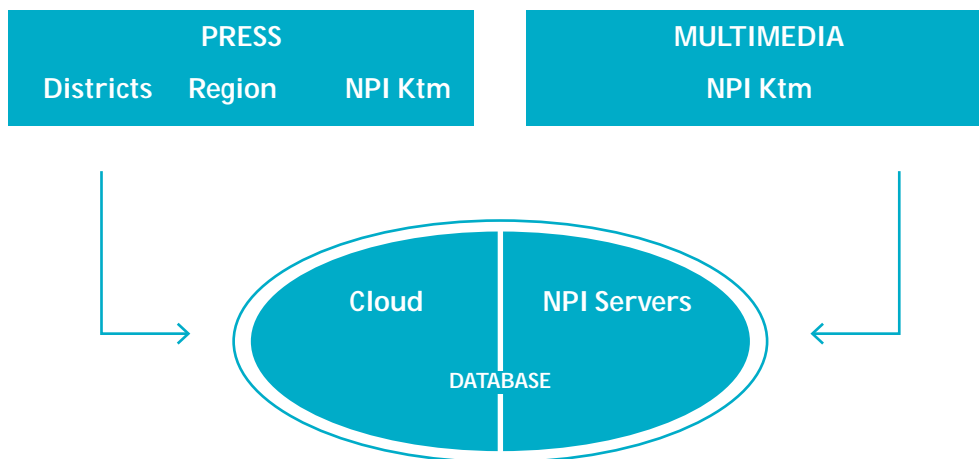 PRESS
Districts Region NPI Ktm
MULTIMEDIA
NPI Ktm
Cloud
NPI Servers
DATABASE